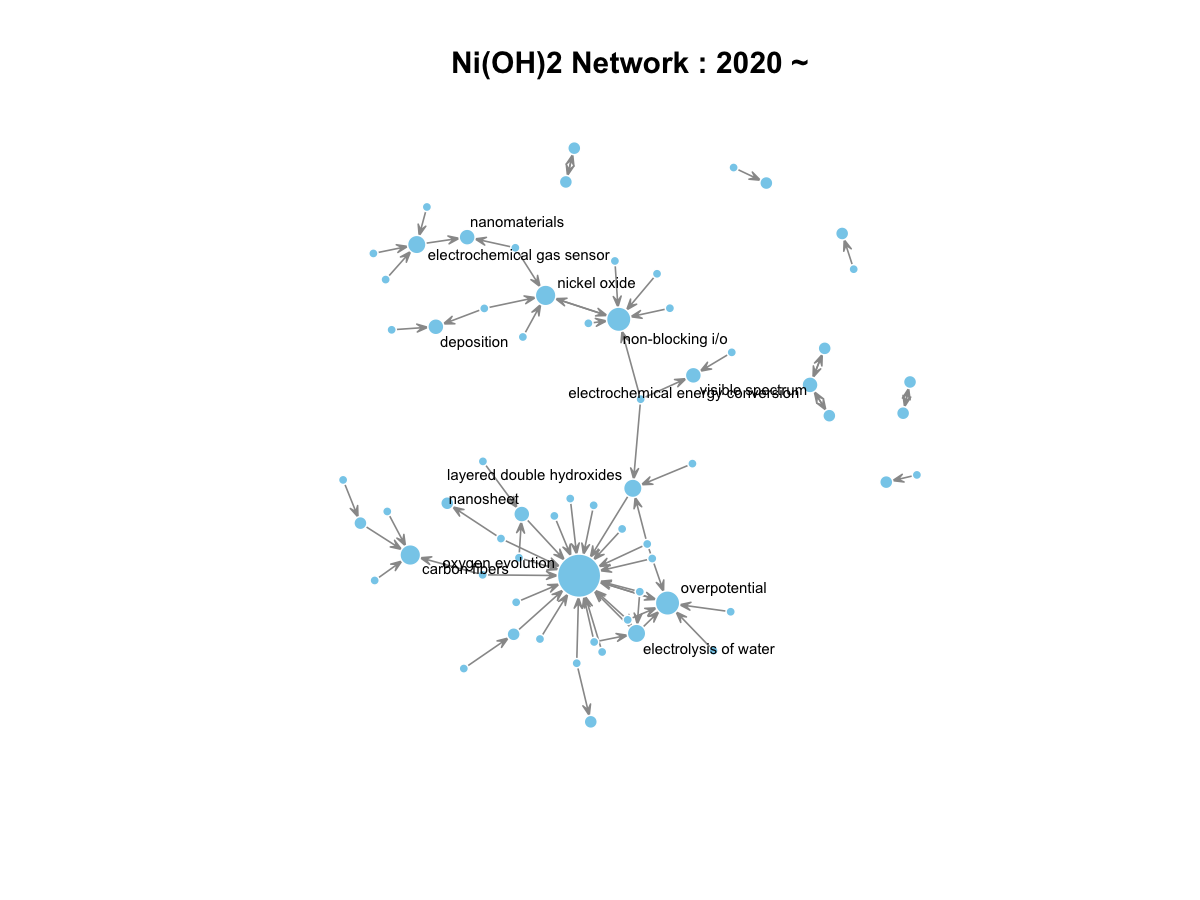 Ni(OH)2 Network : 2020 ~
nanomaterials
electrochemical gas sensor
nickel oxide
non-blocking i/o
deposition
visible spectrum
electrochemical energy conversion
layered double hydroxides
nanosheet
oxygen evolution
carbon fibers
overpotential
electrolysis of water